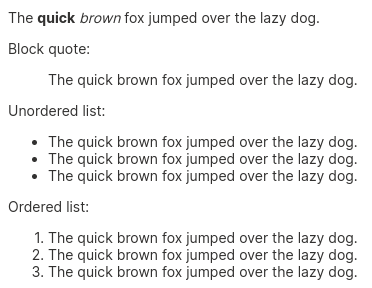 The quick brown fox jumped over the lazy dog.
Block quote:
The quick brown fox jumped over the lazy dog.
Unordered list:
• The quick brown fox jumped over the lazy dog.
• The quick brown fox jumped over the lazy dog.
• The quick brown fox jumped over the lazy dog.
Ordered list:
1. The quick brown fox jumped over the lazy dog.
2. The quick brown fox jumped over the lazy dog.
3. The quick brown fox jumped over the lazy dog.